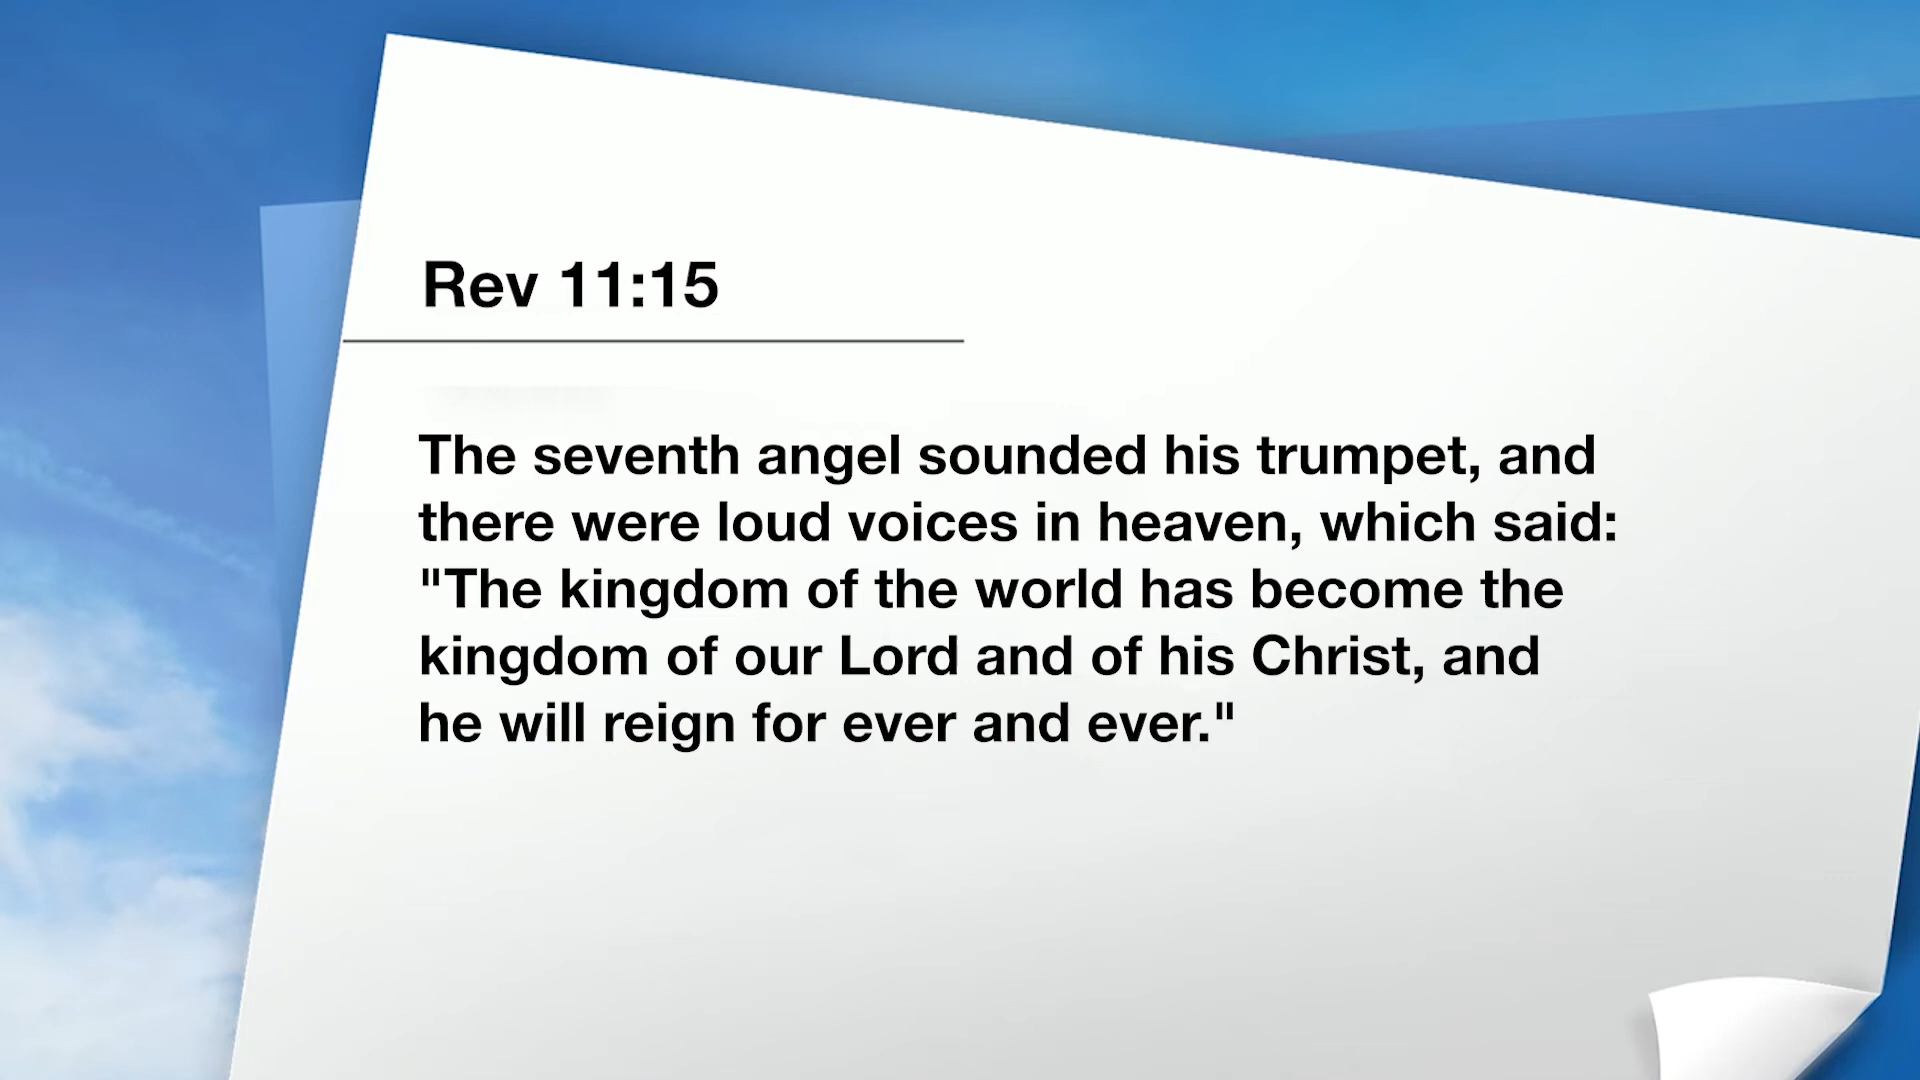 Rev 11:15
The seventh angel sounded his trumpet, and
there were loud voices in heaven, which said:
"The kingdom of the world has become the
kingdom of our Lord and of his Christ, and
he will reign for ever and ever."